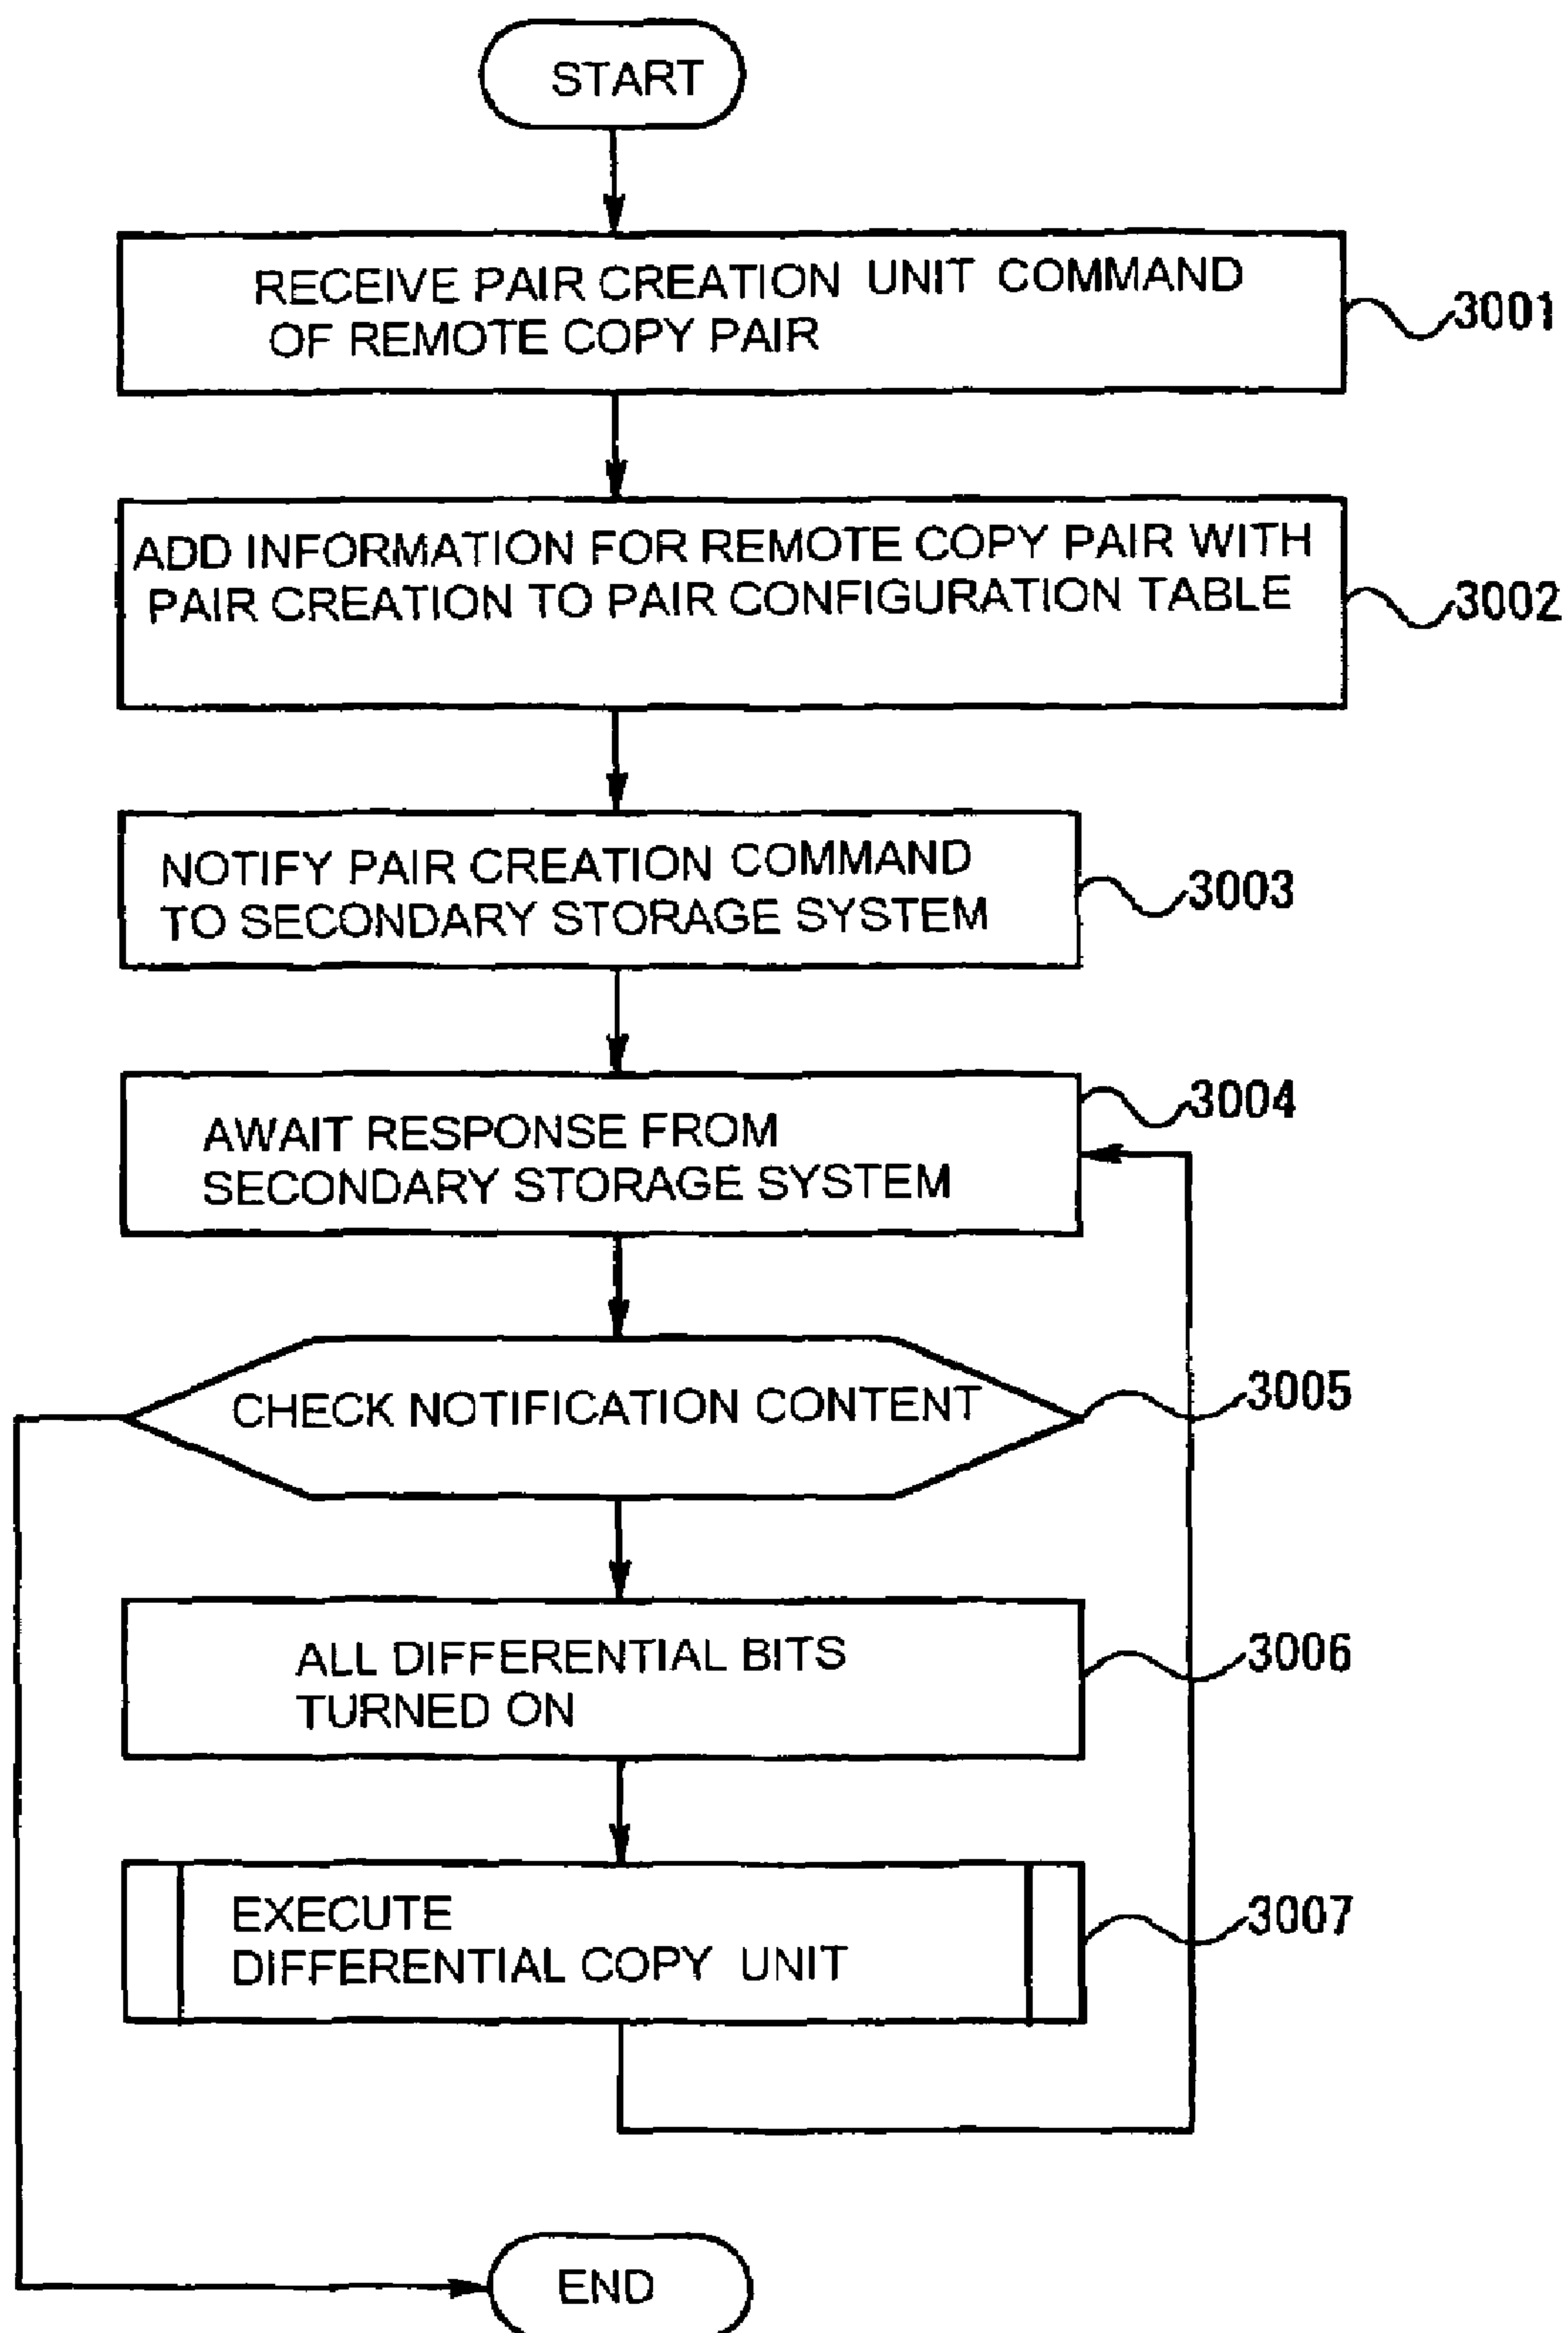 START
RECEIVE PAIR CREATION UNIT COMMAND
OF REMOTE COPY PAIR
3001
ADD INFORMATION FOR REMOTE COPY PAIR WITH
PAIR CREATION TO PAIR CONFIGURATION TABLE
3002
NOTIFY PAIR CREATION COMMAND
TO SECONDARY STORAGE SYSTEM
3003
AWAIT RESPONSE FROM
SECONDARY STORAGE SYSTEM
3004
CHECK NOTIFICATION CONTENT
3005
ALL DIFFERENTIAL BITS
TURNED ON
3006
EXECUTE
DIFFERENTIAL COPY UNIT
3007
END